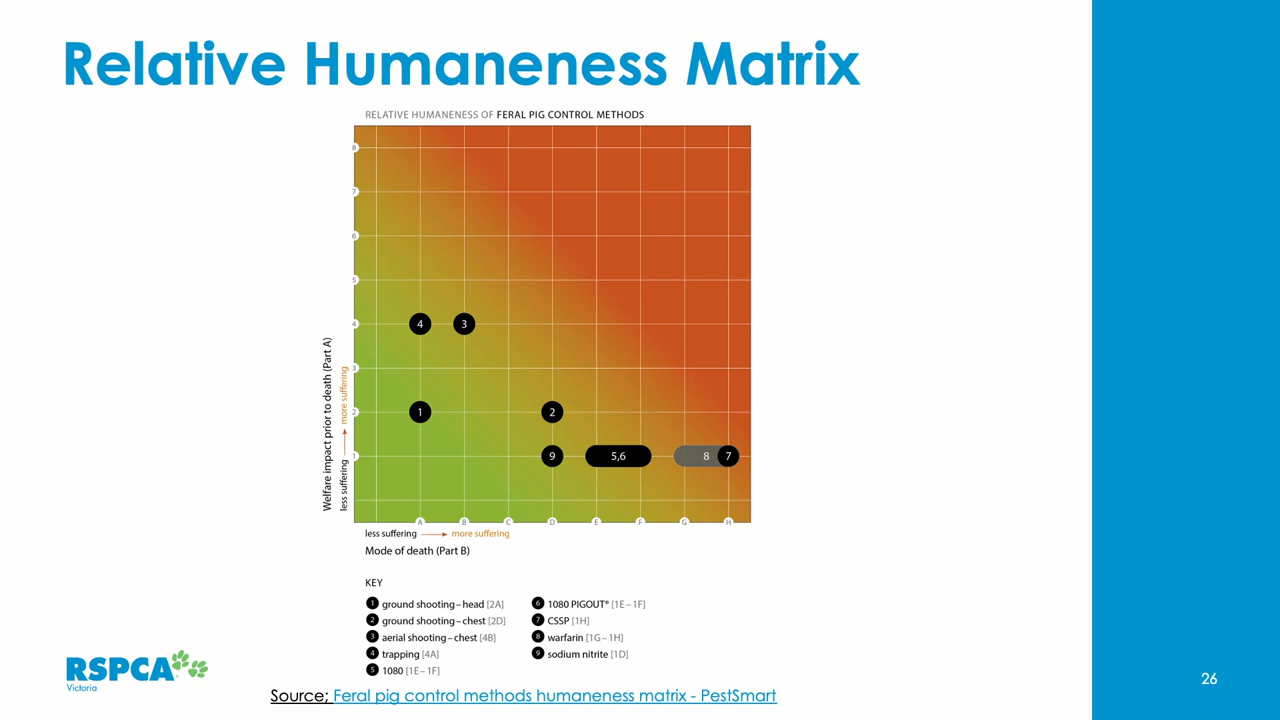 Relative Humaneness Matrix
RELATIVE HUMANENESS OF FERAL PIG CONTROL METHODS
8
7
6
5
4
3
2
1
4
3
1
2
9
5,6
8
7
Welfare impact prior to death (Part A)
less suffering → more suffering
A
B
C
D
E
F
G
H
less suffering → more suffering
Mode of death (Part B)
KEY
1 ground shooting – head [2A]
2 ground shooting – chest [2D]
3 aerial shooting – chest [4B]
4 trapping [4A]
5 1080 [1E – 1F]
6 1080 PIGOUT® [1E – 1F]
7 CSSP [1H]
8 warfarin [1G – 1H]
9 sodium nitrite [1D]
RSPCA
Victoria
Source; Feral pig control methods humaneness matrix - PestSmart
26